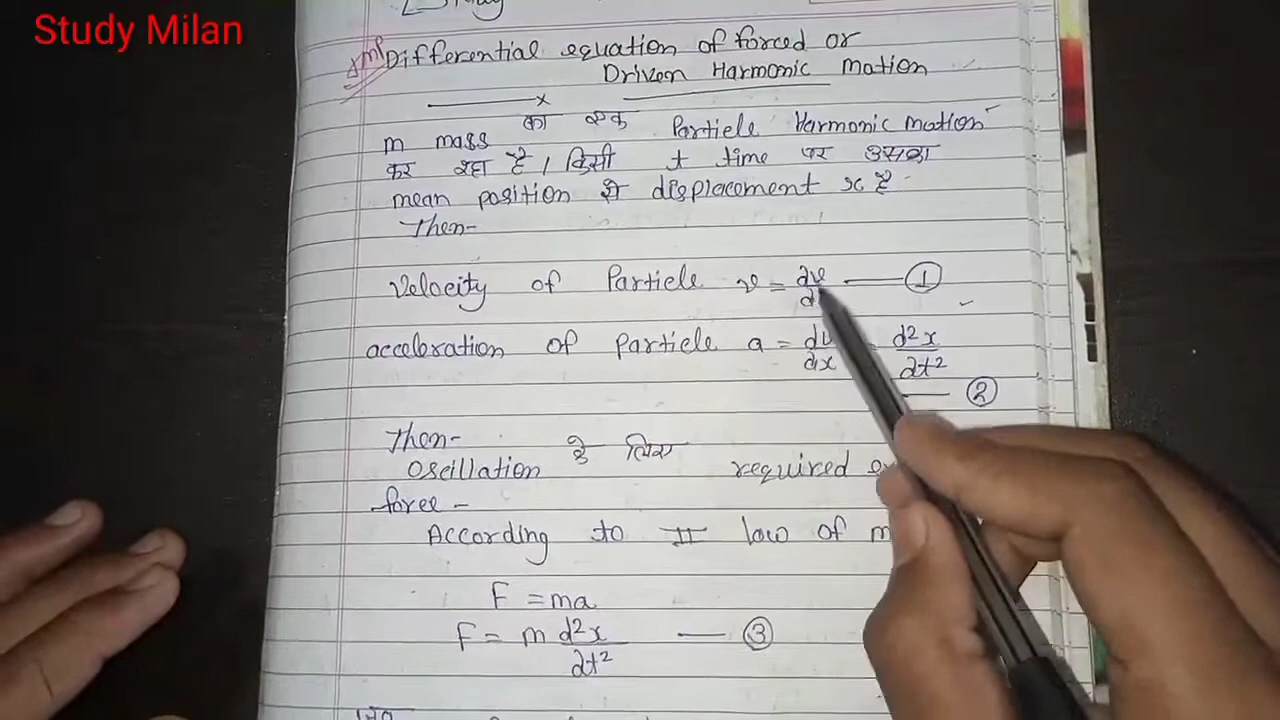 Study Milan
Imp Differential equation of forced or
Driven Harmonic Motion
m mass का एक Particle Harmonic motion
कर रहा है । किसी t time पर उसका
mean position से displacement x है
Then-
Velocity of Particle v = dv/d ①
acceleration of Particle a = dv/dx = d²x/dt²
②
Then-
Oscillation के लिए required
force -
According to II law of
F = ma
F = m d²x/dt² ③